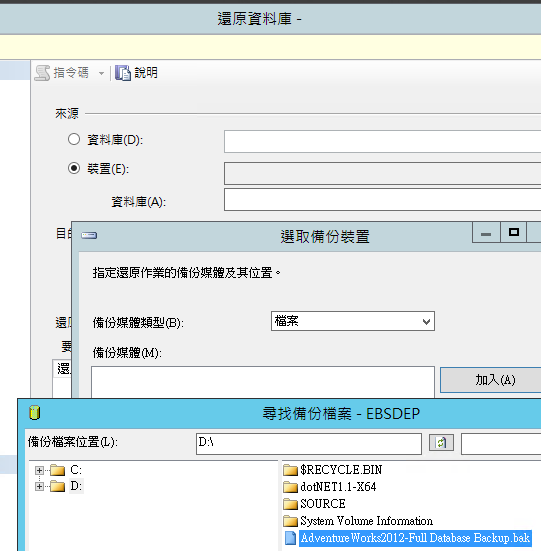 還原資料庫 -
指令碼 說明
來源
資料庫(D):
裝置(E):
資料庫(A):
選取備份裝置
指定還原作業的備份媒體及其位置。
備份媒體類型(B):
檔案
備份媒體(M):
加入(A)
尋找備份檔案 - EBSDEP
備份檔案位置(L):
D:\
C:
D:
$RECYCLE.BIN
dotNET1.1-X64
SOURCE
System Volume Information
AdventureWorks2012-Full Database Backup.bak